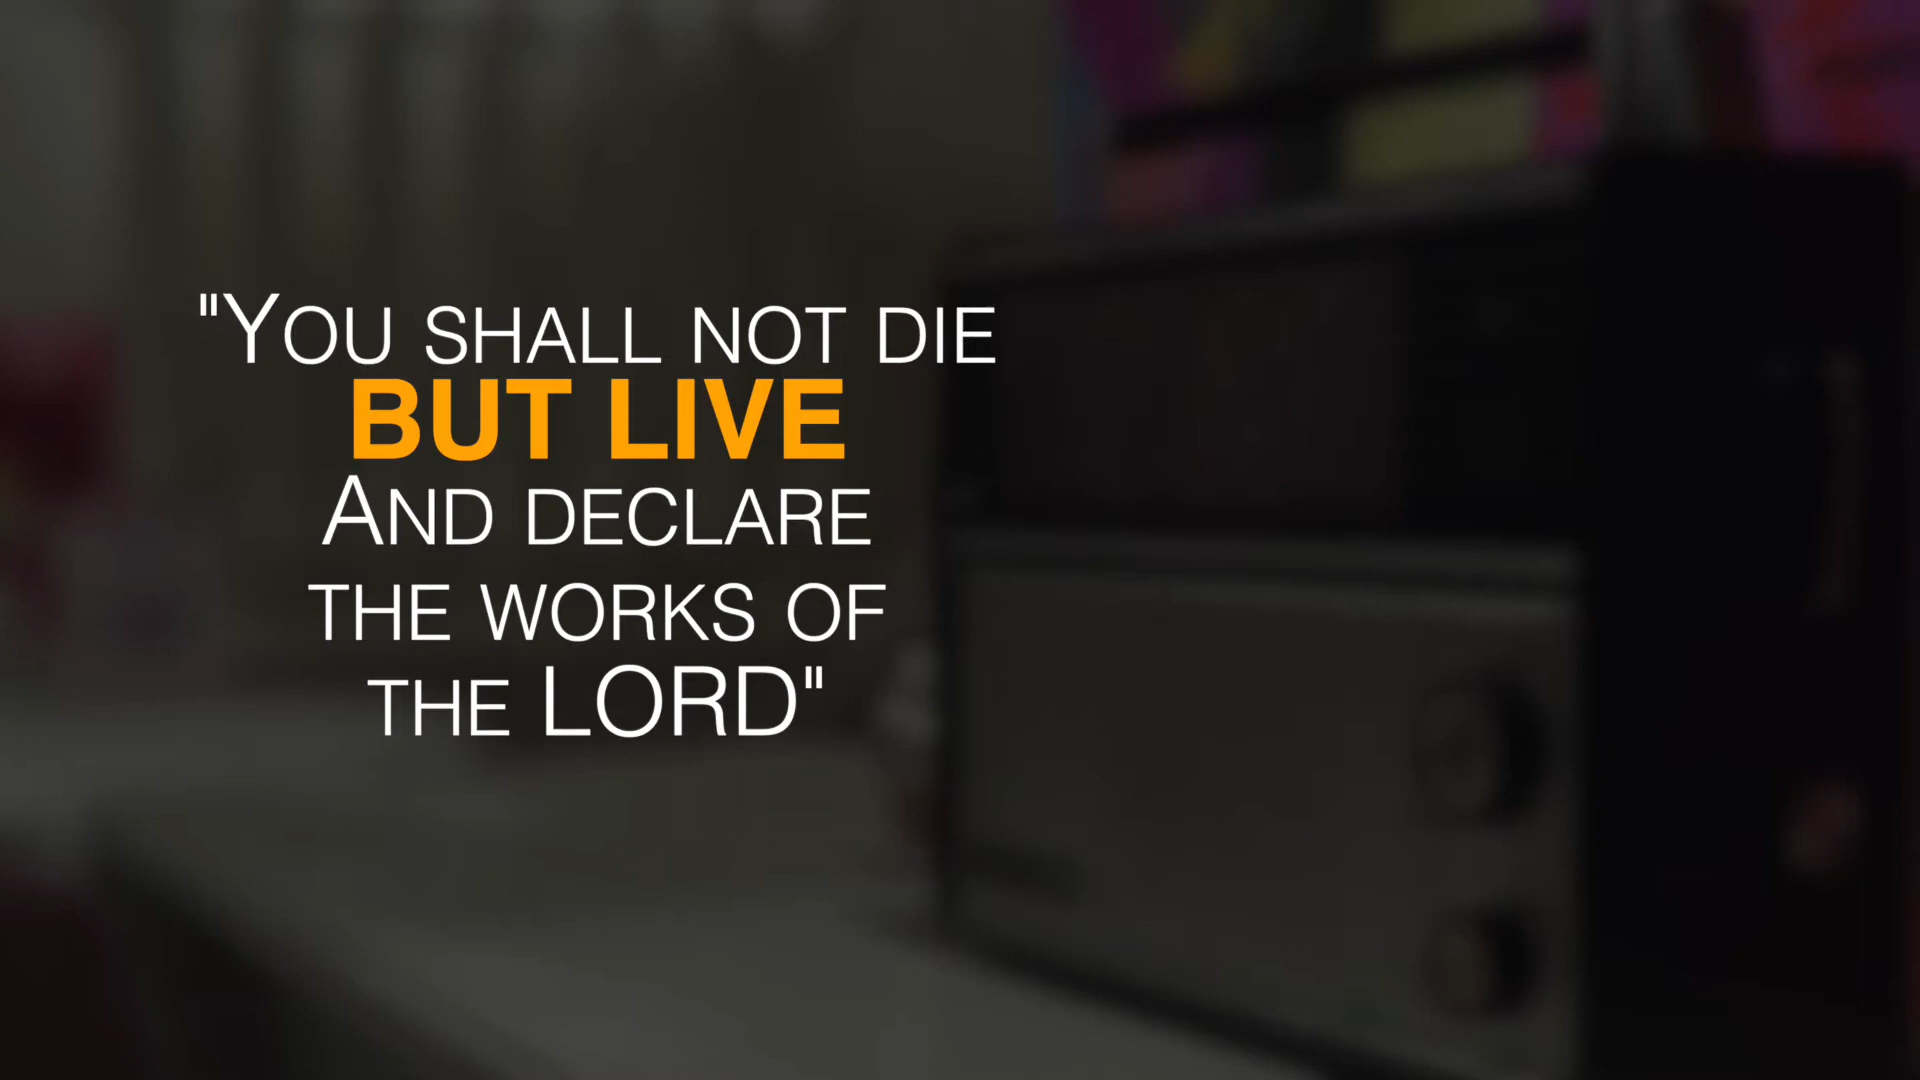 "You shall not die
BUT LIVE
And declare
the works of
the LORD"